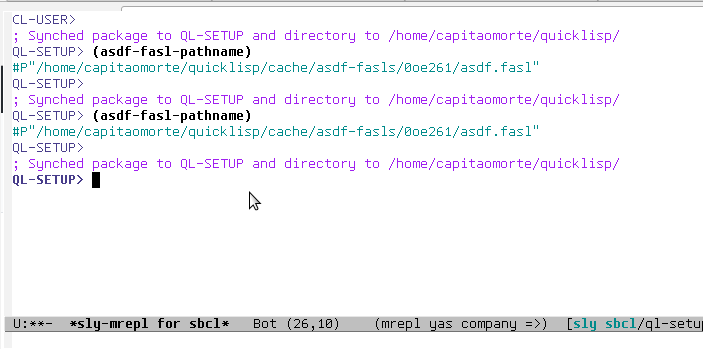 CL-USER>
; Synched package to QL-SETUP and directory to /home/capitaomorte/quicklisp/
QL-SETUP> (asdf-fasl-pathname)
#P"/home/capitaomorte/quicklisp/cache/asdf-fasls/0oe261/asdf.fasl"
QL-SETUP>
; Synched package to QL-SETUP and directory to /home/capitaomorte/quicklisp/
QL-SETUP> (asdf-fasl-pathname)
#P"/home/capitaomorte/quicklisp/cache/asdf-fasls/0oe261/asdf.fasl"
QL-SETUP>
; Synched package to QL-SETUP and directory to /home/capitaomorte/quicklisp/
QL-SETUP>
U:**-  *sly-mrepl for sbcl*   Bot (26,10)    (mrepl yas company =>)  [sly sbcl/ql-setu